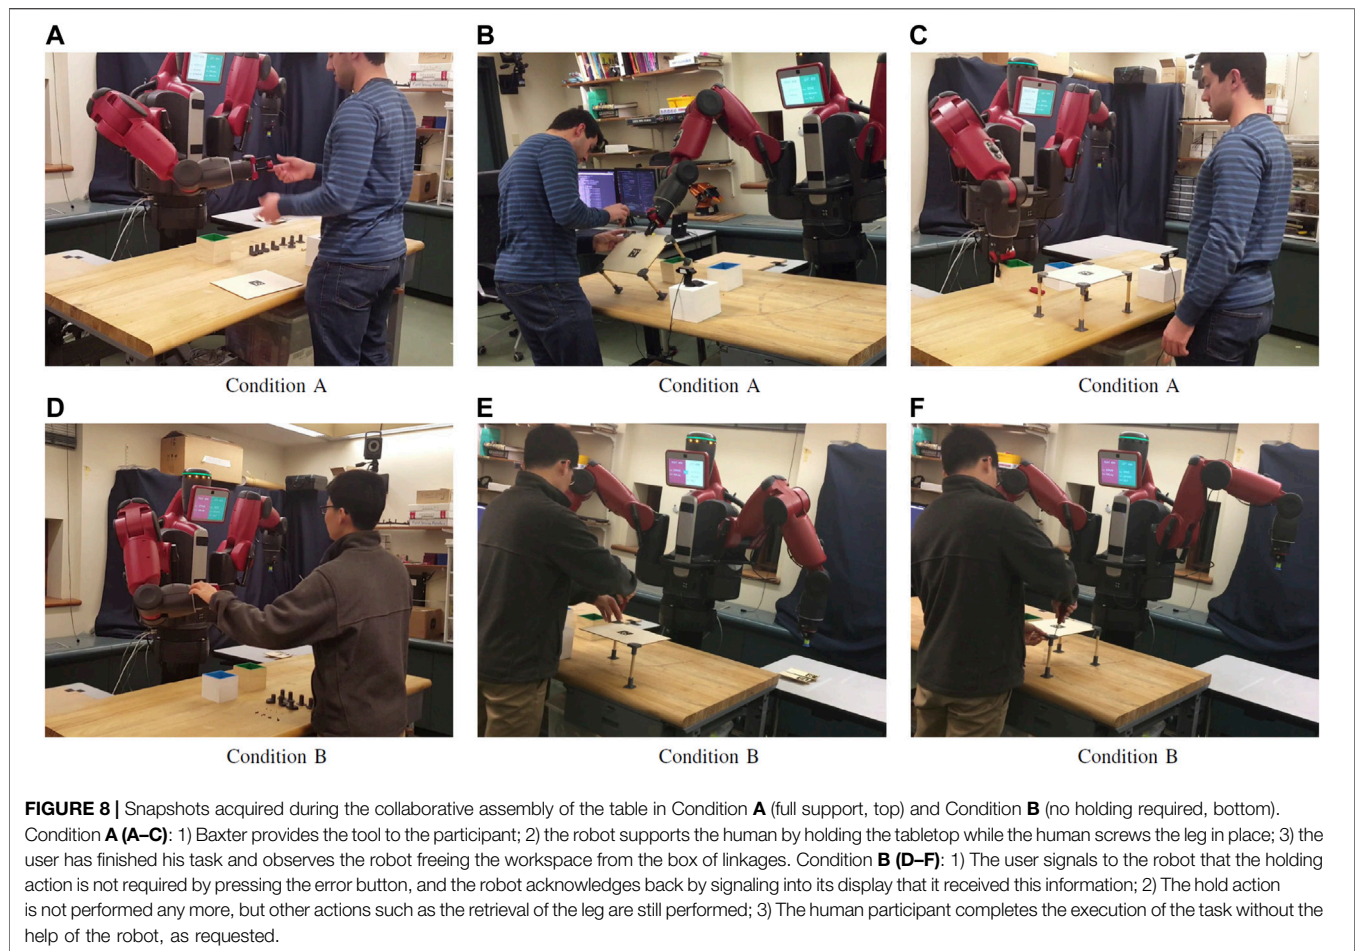 A
B
C
Condition A
Condition A
Condition A
D
E
F
Condition B
Condition B
Condition B
FIGURE 8 | Snapshots acquired during the collaborative assembly of the table in Condition A (full support, top) and Condition B (no holding required, bottom).
Condition A (A–C): 1) Baxter provides the tool to the participant; 2) the robot supports the human by holding the tabletop while the human screws the leg in place; 3) the
user has finished his task and observes the robot freeing the workspace from the box of linkages. Condition B (D–F): 1) The user signals to the robot that the holding
action is not required by pressing the error button, and the robot acknowledges back by signaling into its display that it received this information; 2) The hold action
is not performed any more, but other actions such as the retrieval of the leg are still performed; 3) The human participant completes the execution of the task without the
help of the robot, as requested.